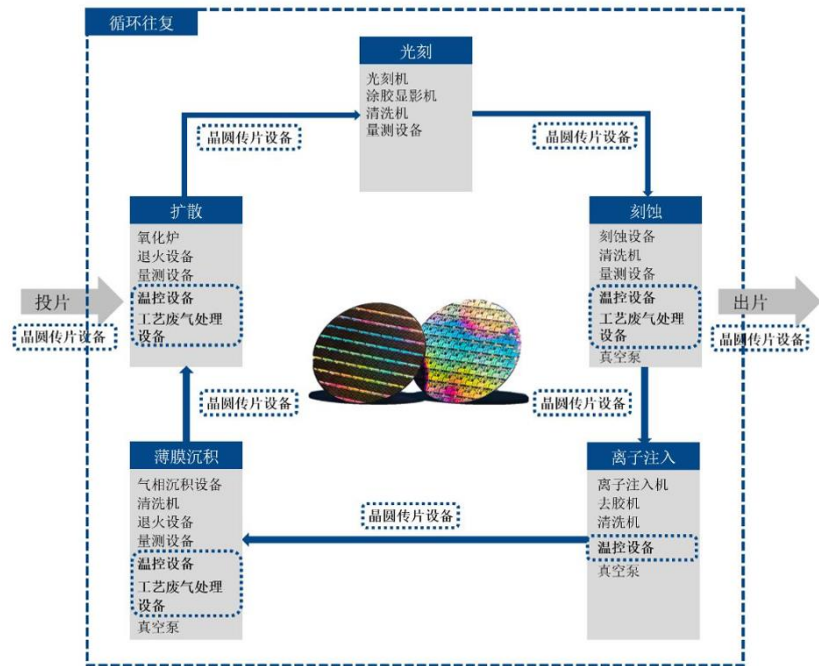 循环往复
光刻
光刻机
涂胶显影机
清洗机
量测设备
晶圆传片设备
晶圆传片设备
扩散
氧化炉
退火设备
量测设备
温控设备
工艺废气处理
设备
刻蚀
刻蚀设备
清洗机
量测设备
温控设备
工艺废气处理
设备
真空泵
投片
晶圆传片设备
出片
晶圆传片设备
晶圆传片设备
晶圆传片设备
薄膜沉积
气相沉积设备
清洗机
退火设备
量测设备
温控设备
工艺废气处理
设备
真空泵
晶圆传片设备
离子注入
离子注入机
去胶机
清洗机
温控设备
真空泵